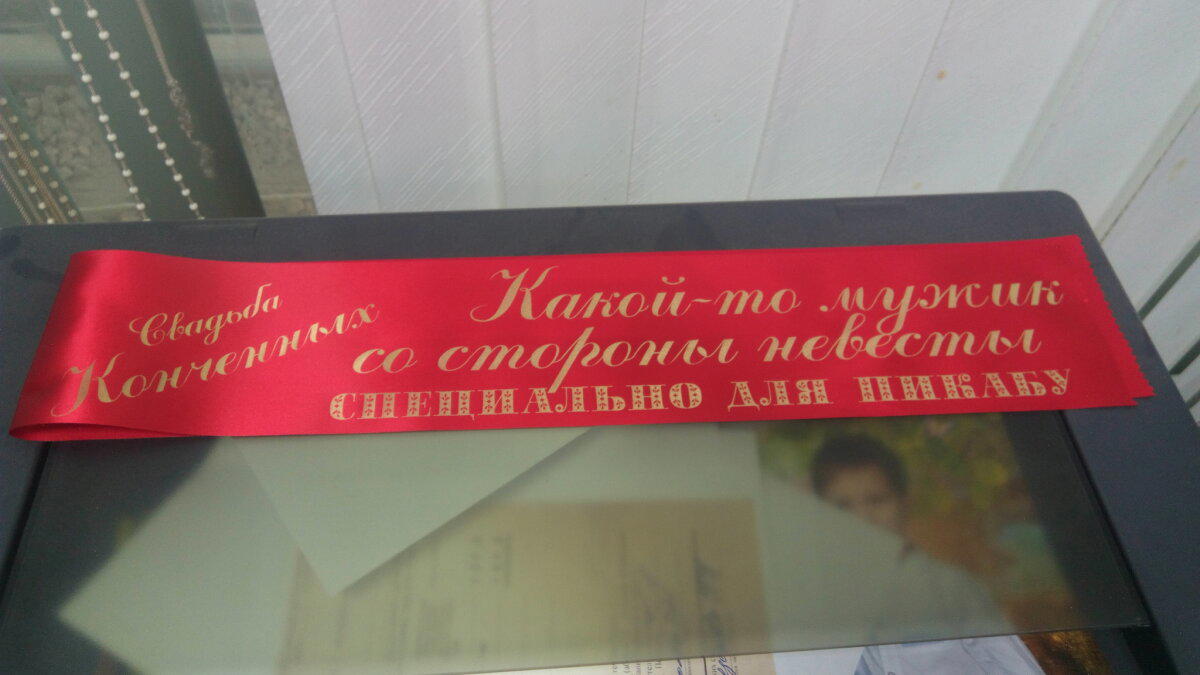 Свадьба
Конченных
Какой-то мужик
со стороны невесты
СПЕЦИАЛЬНО ДЛЯ ПИКАБУ